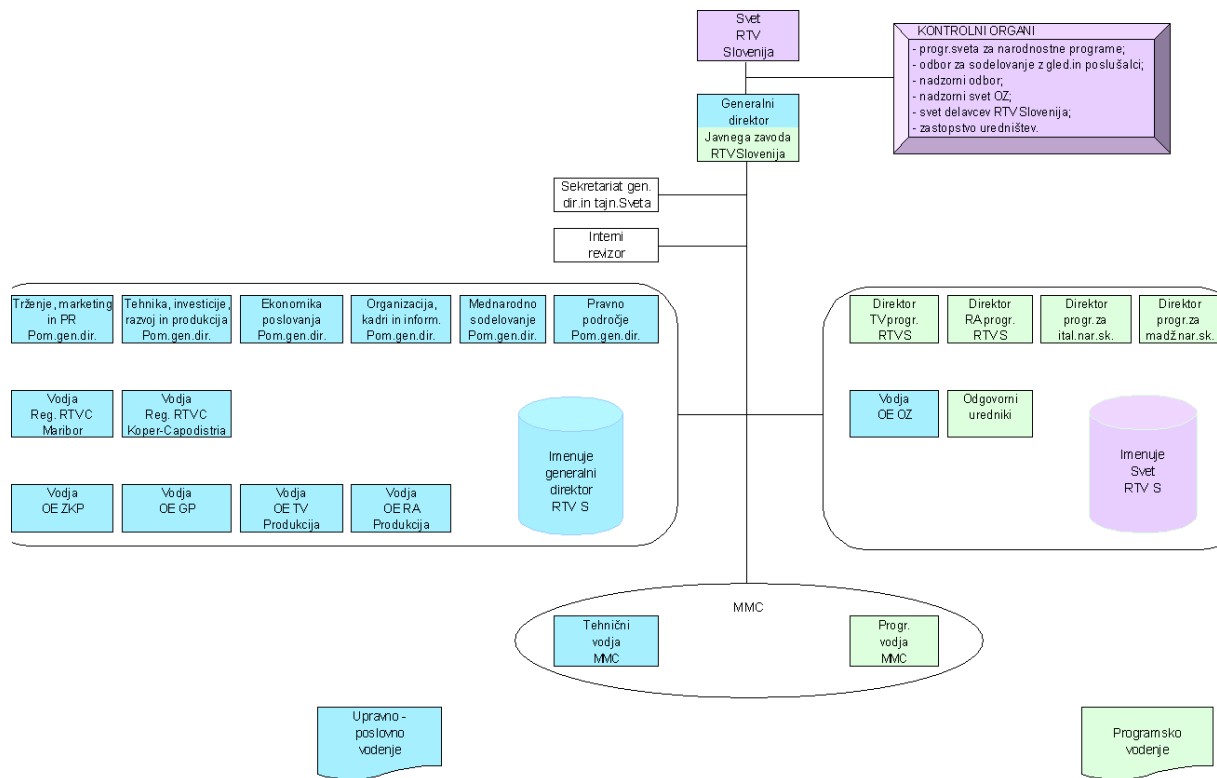 Svet
RTV
Slovenija
KONTROLNI ORGANI
- progr.sveta za narodnostne programe;
- odbor za sodelovanje z gled.in poslušalci;
- nadzorni odbor;
- nadzorni svet OZ;
- svet delavcev RTV Slovenija;
- zastopstvo uredništev.
Generalni
direktor
Javnega zavoda
RTV Slovenija
Sekretariat gen.
dir.in tajn.Sveta
Interni
revizor
Trženje, marketing
in PR
Pom.gen.dir.
Tehnika, investicije,
razvoj in produkcija
Pom.gen.dir.
Ekonomika
poslovanja
Pom.gen.dir.
Organizacija,
kadri in inform.
Pom.gen.dir.
Mednarodno
sodelovanje
Pom.gen.dir.
Pravno
področje
Pom.gen.dir.
Direktor
TV progr.
RTV S
Direktor
RA progr.
RTV S
Direktor
progr.za
ital.nar.sk.
Direktor
progr.za
madž.nar.sk.
Vodja
Reg. RTVC
Maribor
Vodja
Reg. RTVC
Koper-Capodistria
Imenuje
generalni
direktor
RTV S
Vodja
OE OZ
Odgovorni
uredniki
Imenuje
Svet
RTV S
Vodja
OE ZKP
Vodja
OE GP
Vodja
OE TV
Produkcija
Vodja
OE RA
Produkcija
MMC
Tehnični
vodja
MMC
Progr.
vodja
MMC
Upravno -
poslovno
vodenje
Programsko
vodenje